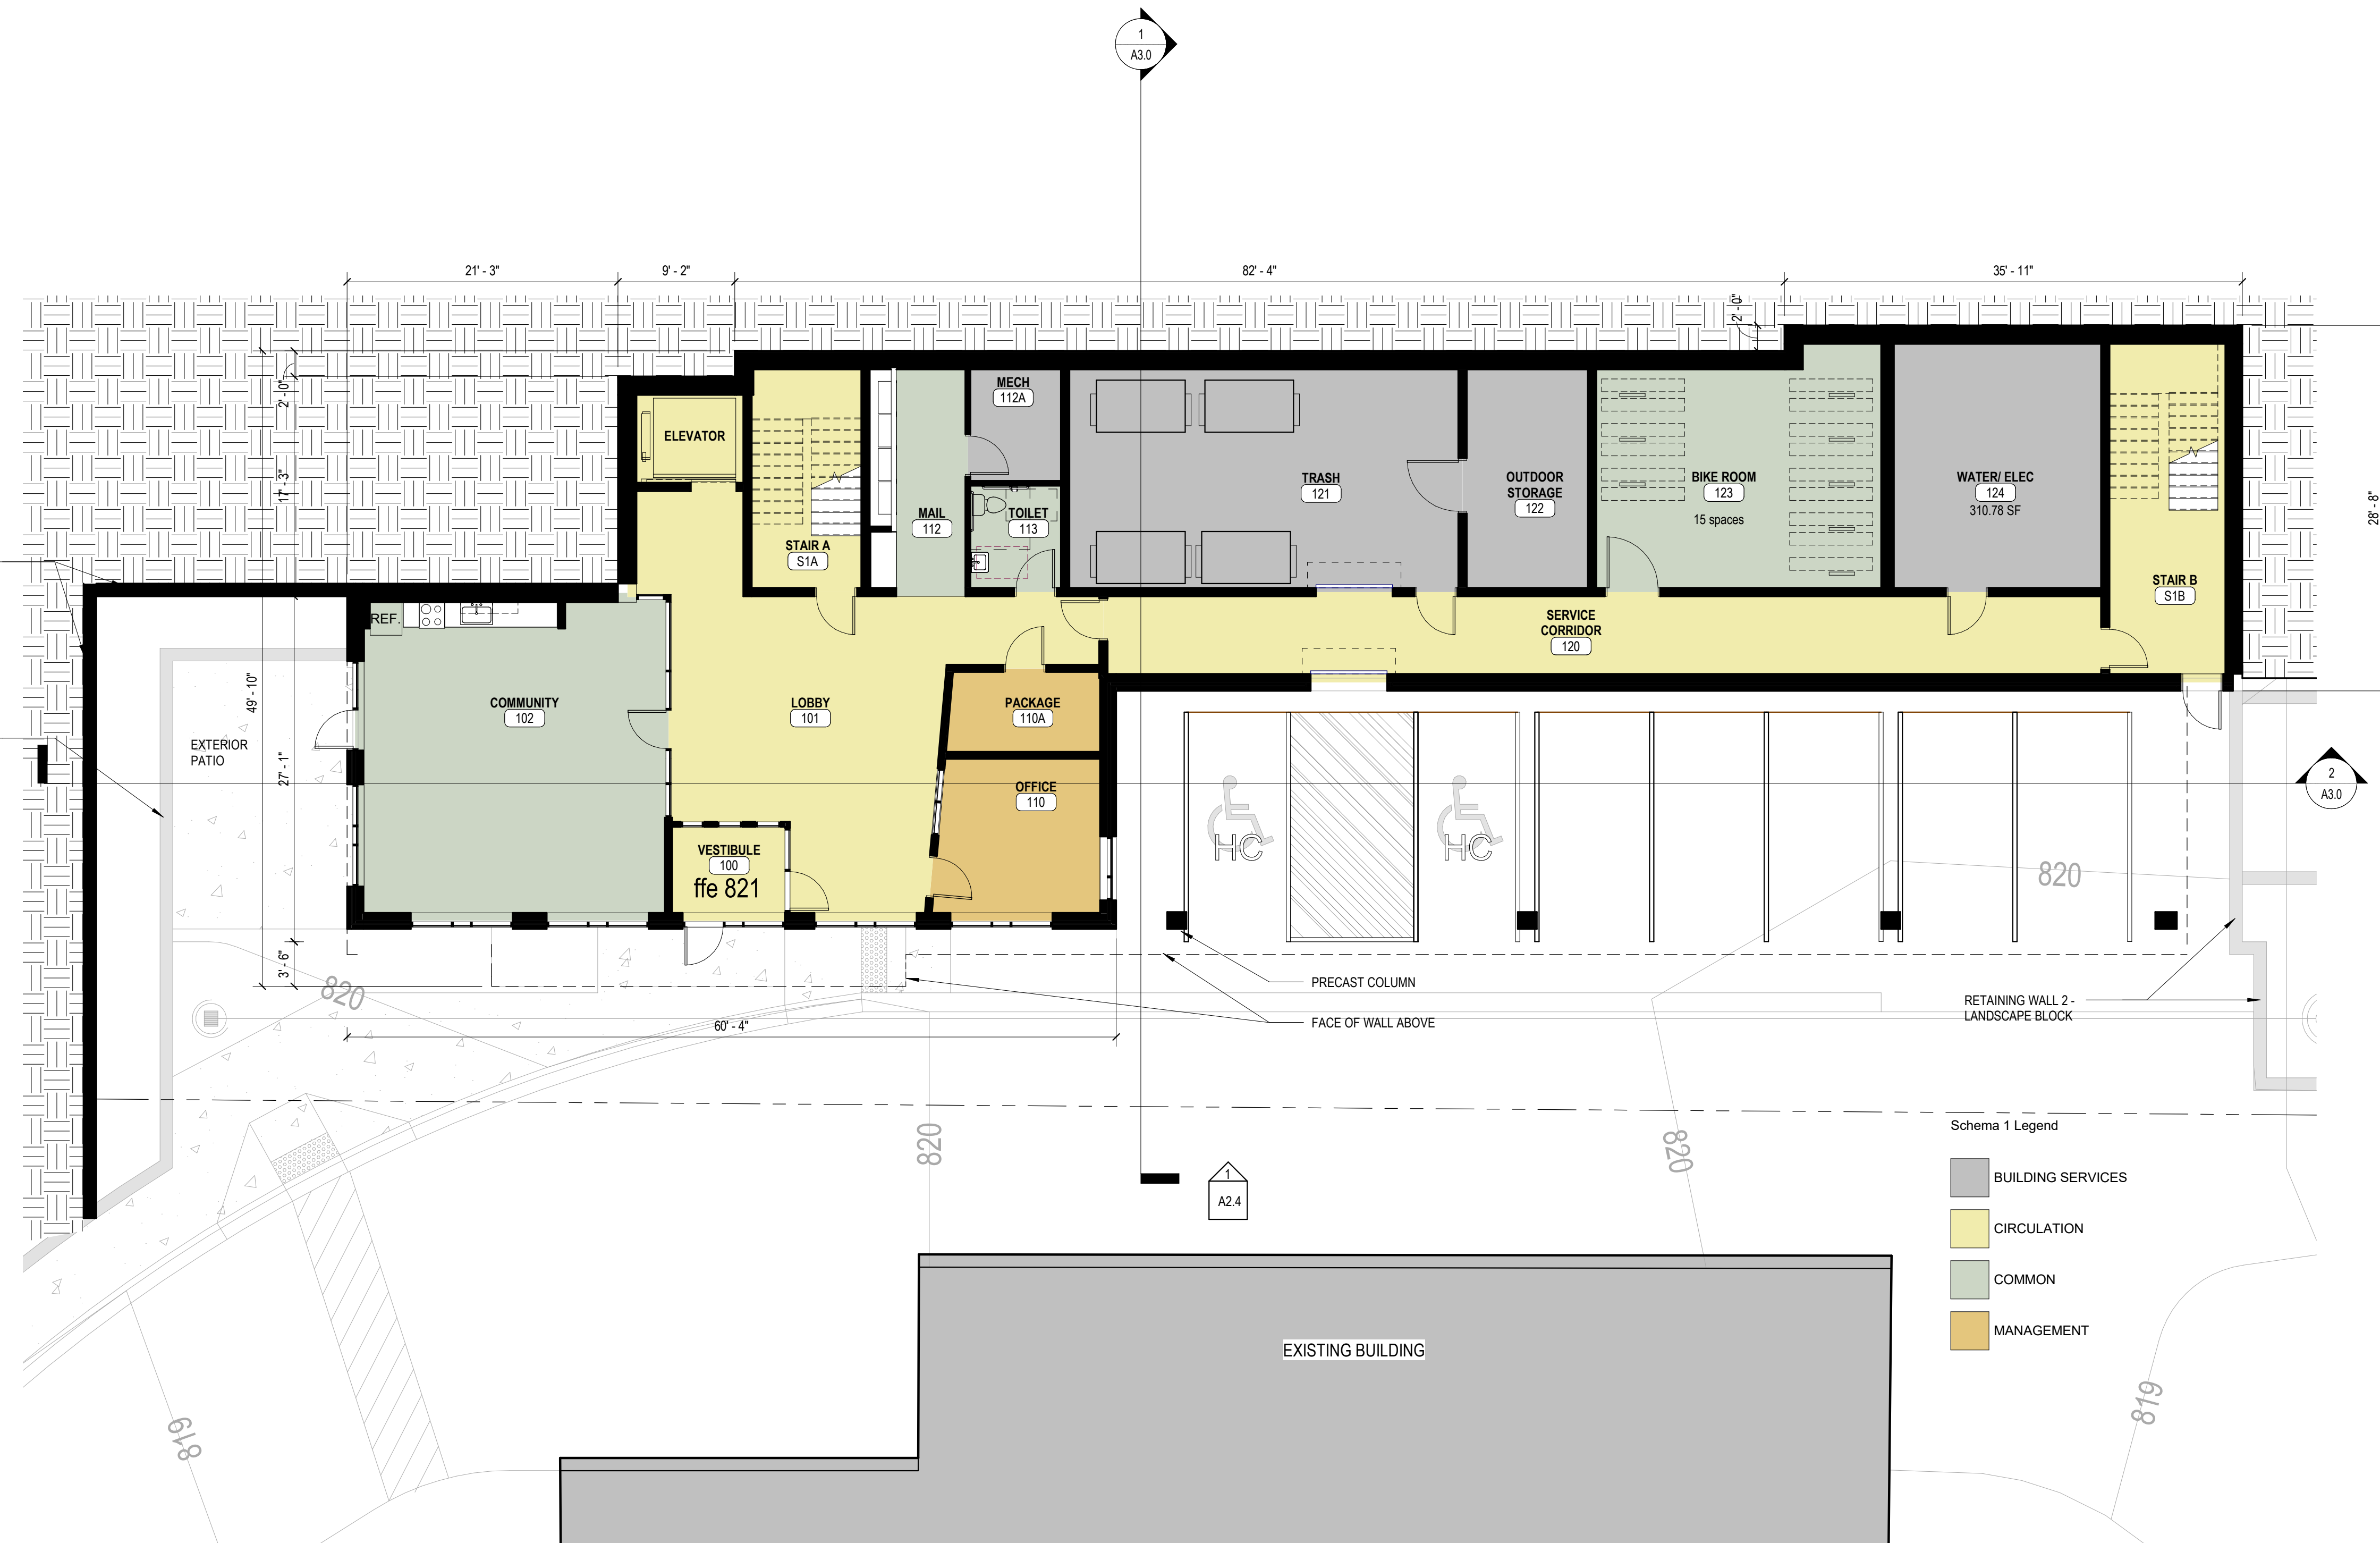 1
A3.0
21' - 3"
9' - 2"
82' - 4"
35' - 11"
2' - 0"
2' - 0"
17' - 3"
49' - 10"
27' - 1"
3' - 6"
28' - 8"
ELEVATOR
STAIR A
S1A
MAIL
112
MECH
112A
TOILET
113
TRASH
121
OUTDOOR
STORAGE
122
BIKE ROOM
123
15 spaces
WATER/ ELEC
124
310.78 SF
STAIR B
S1B
SERVICE
CORRIDOR
120
REF.
COMMUNITY
102
LOBBY
101
PACKAGE
110A
OFFICE
110
VESTIBULE
100
ffe 821
EXTERIOR
PATIO
HC
HC
2
A3.0
820
820
PRECAST COLUMN
FACE OF WALL ABOVE
RETAINING WALL 2 -
LANDSCAPE BLOCK
60' - 4"
820
820
1
A2.4
Schema 1 Legend
BUILDING SERVICES
CIRCULATION
COMMON
MANAGEMENT
EXISTING BUILDING
819
819